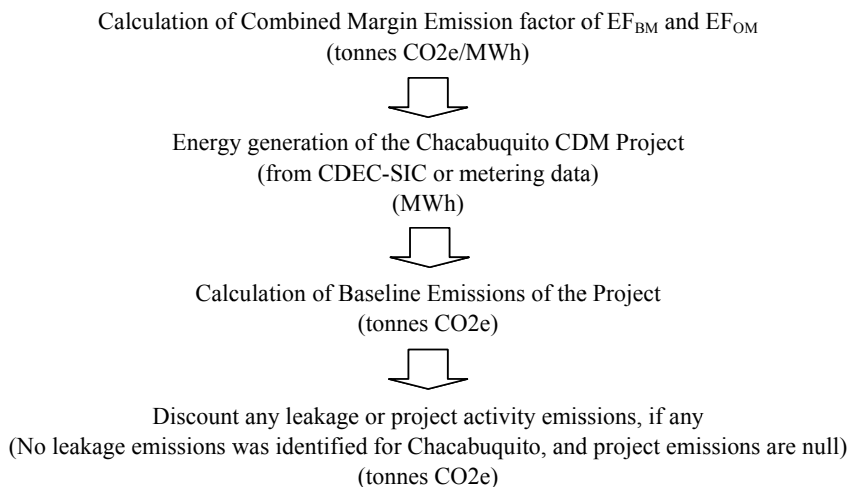 Calculation of Combined Margin Emission factor of EFBM and EFOM
(tonnes CO2e/MWh)
Energy generation of the Chacabuquito CDM Project
(from CDEC-SIC or metering data)
(MWh)
Calculation of Baseline Emissions of the Project
(tonnes CO2e)
Discount any leakage or project activity emissions, if any
(No leakage emissions was identified for Chacabuquito, and project emissions are null)
(tonnes CO2e)